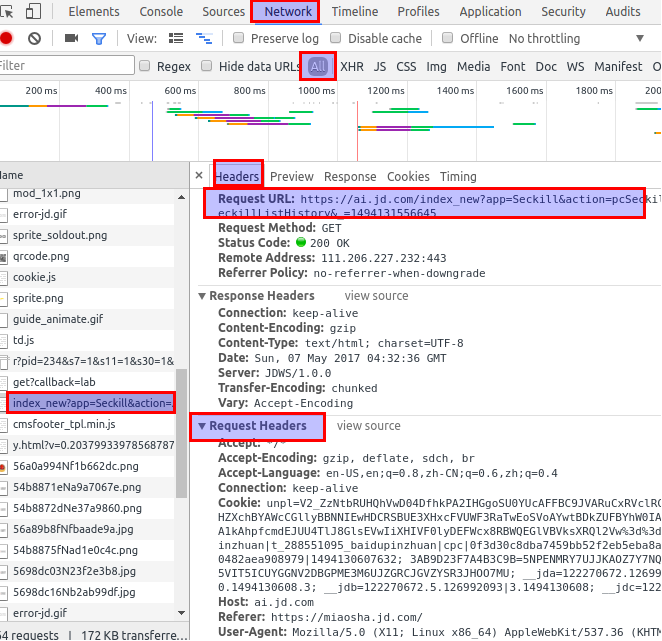 Elements Console Sources Network Timeline Profiles Application Security Audits
View: Preserve log Disable cache Offline No throttling
Filter Regex Hide data URLs All XHR JS CSS Img Media Font Doc WS Manifest
200 ms 400 ms 600 ms 800 ms 1000 ms 1200 ms 1400 ms 1600 ms 1800 ms
Name
mod_1x1.png
error-jd.gif
sprite_soldout.png
qrcode.png
cookie.js
sprite.png
guide_animate.gif
td.js
r?pid=234&s7=1&s11=1&s30=1&
get?callback=lab
index_new?app=Seckill&action=
cmsfooter_tpl.min.js
y.html?v=0.20379933978568787
56a0a994Nf1b662dc.png
54b8871eNa9a7067e.png
54b8872dNe37a9860.png
56a89b8fNfbaade9a.jpg
54b8875fNad1e0c4c.png
5698dc03N23f2e3b8.jpg
5698dc16Nb2ab99df.jpg
error-jd.gif
54 requests | 172 KB transferre...
× Headers Preview Response Cookies Timing
Request URL: https://ai.jd.com/index_new?app=Seckill&action=pcSeckil
eckillListHistory&_=1494131556645
Request Method: GET
Status Code: 200 OK
Remote Address: 111.206.227.232:443
Referrer Policy: no-referrer-when-downgrade
▼ Response Headers view source
Connection: keep-alive
Content-Encoding: gzip
Content-Type: text/html; charset=UTF-8
Date: Sun, 07 May 2017 04:32:36 GMT
Server: JDWS/1.0.0
Transfer-Encoding: chunked
Vary: Accept-Encoding
▼ Request Headers view source
Accept: */*
Accept-Encoding: gzip, deflate, sdch, br
Accept-Language: en-US,en;q=0.8,zh-CN;q=0.6,zh;q=0.4
Connection: keep-alive
Cookie: unpl=V2_ZzNtbRUHQhVwD04DfhkPA2IHGgoSU0YUcAFFBC9JVARuCxRVclRC
HZXchBYAWcCGllyBBNNIEwHDCRSBUE3XHxcFVUWF3RaTwEoSVoAYwtBDkZUFBYhW0IA
A1kAhpfcmdEJUU4TlJ8GlsEVwIiXHIVF0lyDEFWcx8RBWQEGlVBVksXRQl2Vw%3d%3d
inzhuan|t_288551095_baidupinzhuan|cpc|0f3d30c8dba7459bb52f2eb5eba8a
0482aea908979|1494130607632; 3AB9D23F7A4B3C9B=5NPENMRY7UJJKAOZ7Y7NQ
5VIT5ICUYGGNV2DBGPME3M6UJZGRCJGVZYSR3JHOO7MU; __jda=122270672.12699
0.1494130608.3; __jdb=122270672.5.126992093|3.1494130608; __jdc=122
Host: ai.jd.com
Referer: https://miaosha.jd.com/
User-Agent: Mozilla/5.0 (X11; Linux x86_64) AppleWebKit/537.36 (KHTM